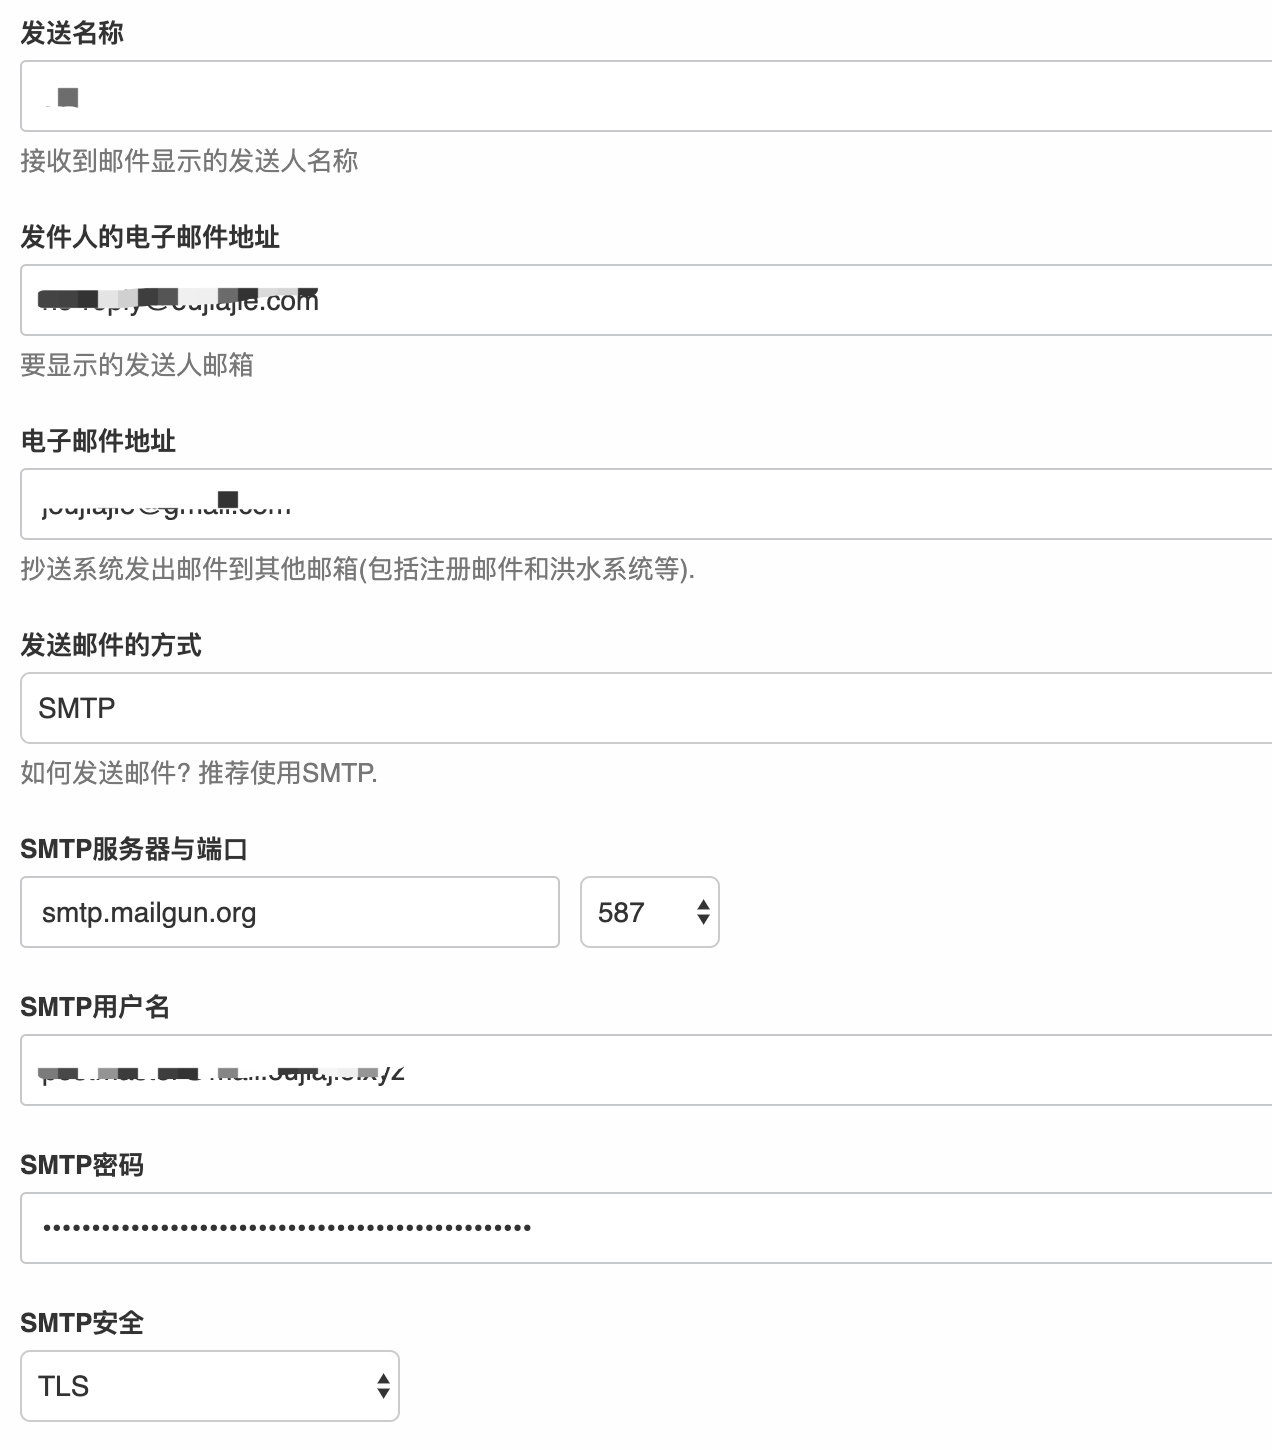 发送名称
接收到邮件显示的发送人名称
发件人的电子邮件地址
要显示的发送人邮箱
电子邮件地址
抄送系统发出邮件到其他邮箱(包括注册邮件和洪水系统等).
发送邮件的方式
SMTP
如何发送邮件? 推荐使用SMTP.
SMTP服务器与端口
smtp.mailgun.org 587
SMTP用户名
SMTP密码
SMTP安全
TLS